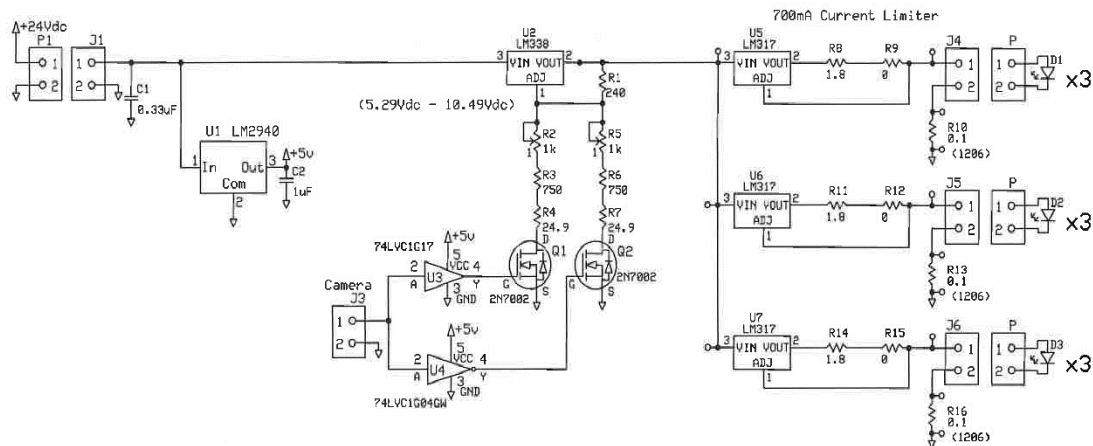 700mA Current Limiter
+24Vdc
P1
J1
1
2
1
2
C1
0.33uF
U1 LM2940
1 In Out 3
Com
2
+5v
C2
1uF
U2
LM338
3 VIN VOUT 2
ADJ
1
(5.29Vdc - 10.49Vdc)
R1
240
R2
1k
1
R5
1k
1
R3
750
R6
750
R4
24.9
R7
24.9
D
Q1
G
S
2N7002
D
Q2
G
S
2N7002
74LVC1G17
+5v
5
VCC
2
A
U3
4
Y
3
GND
Camera
J3
1
2
+5v
5
VCC
2
A
U4
4
Y
3
GND
74LVC1G04GW
U5
LM317
3 VIN VOUT 2
ADJ
1
R8
1.8
R9
0
J4
1
2
P
1
2
D1
x3
R10
0.1
(1206)
U6
LM317
3 VIN VOUT 2
ADJ
1
R11
1.8
R12
0
J5
1
2
P
1
2
D2
x3
R13
0.1
(1206)
U7
LM317
3 VIN VOUT 2
ADJ
1
R14
1.8
R15
0
J6
1
2
P
1
2
D3
x3
R16
0.1
(1206)